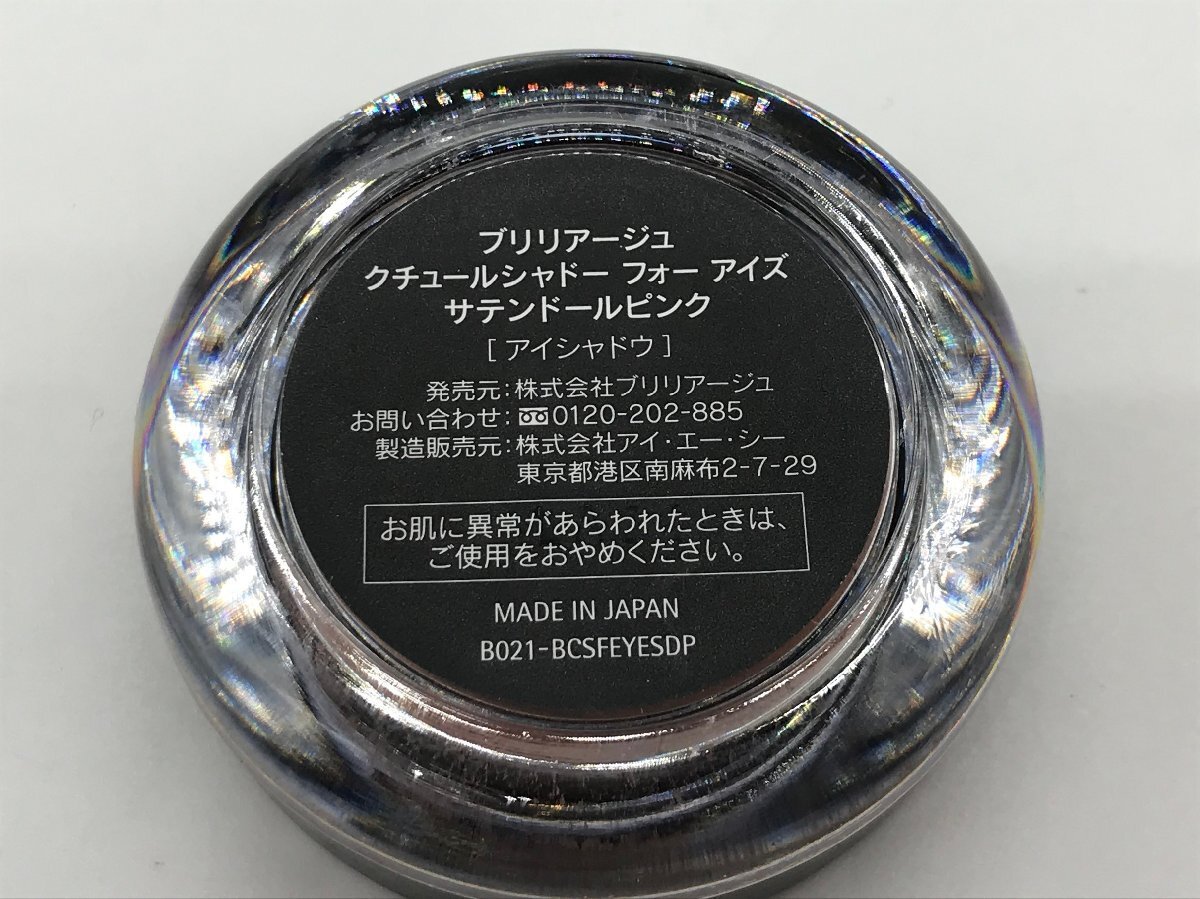 ブリリアージュ
クチュールシャドー フォー アイズ
サテンドールピンク
[ アイシャドウ ]
発売元:株式会社ブリリアージュ
お問い合わせ:0120-202-885
製造販売元:株式会社アイ・エー・シー
東京都港区南麻布2-7-29
お肌に異常があらわれたときは、
ご使用をおやめください。
MADE IN JAPAN
B021-BCSFEYESDP